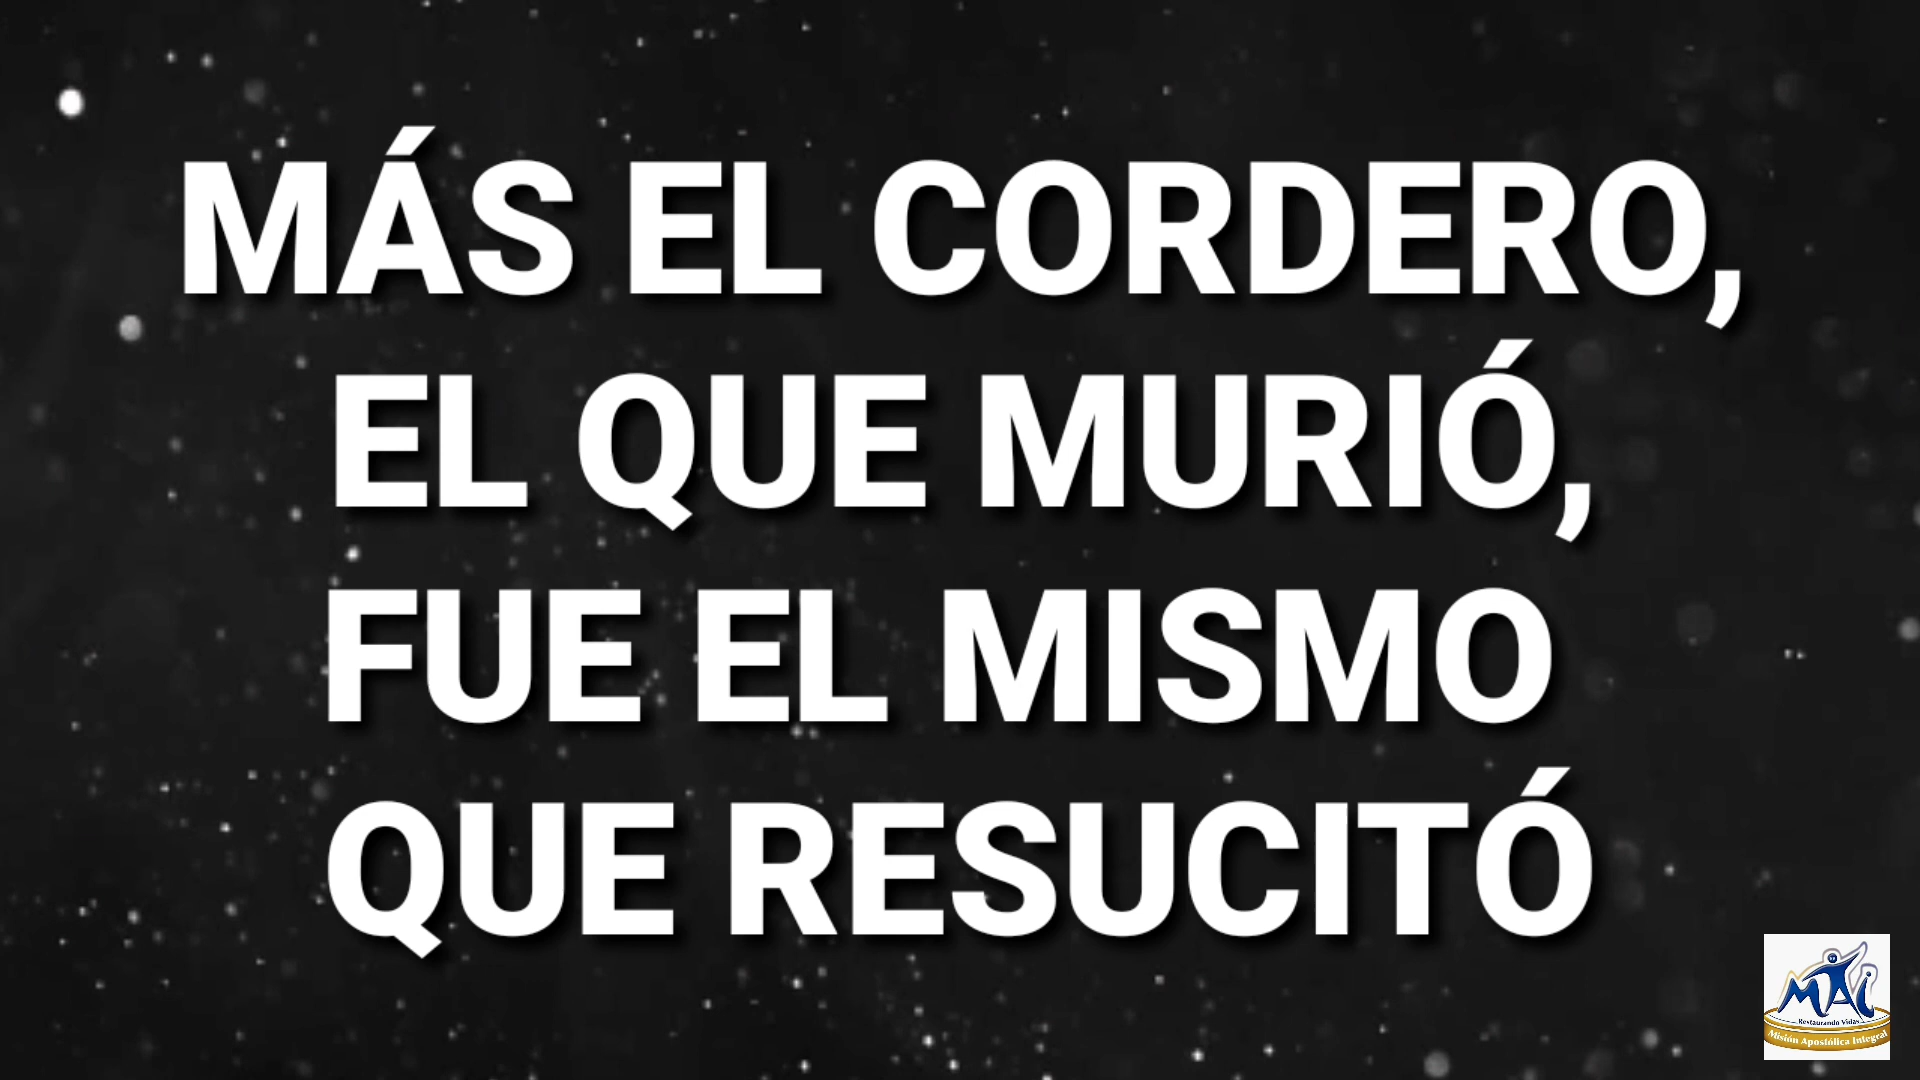 MÁS EL CORDERO,
EL QUE MURIÓ,
FUE EL MISMO
QUE RESUCITÓ
MAI
Restaurando Vidas
Misión Apostólica Integral